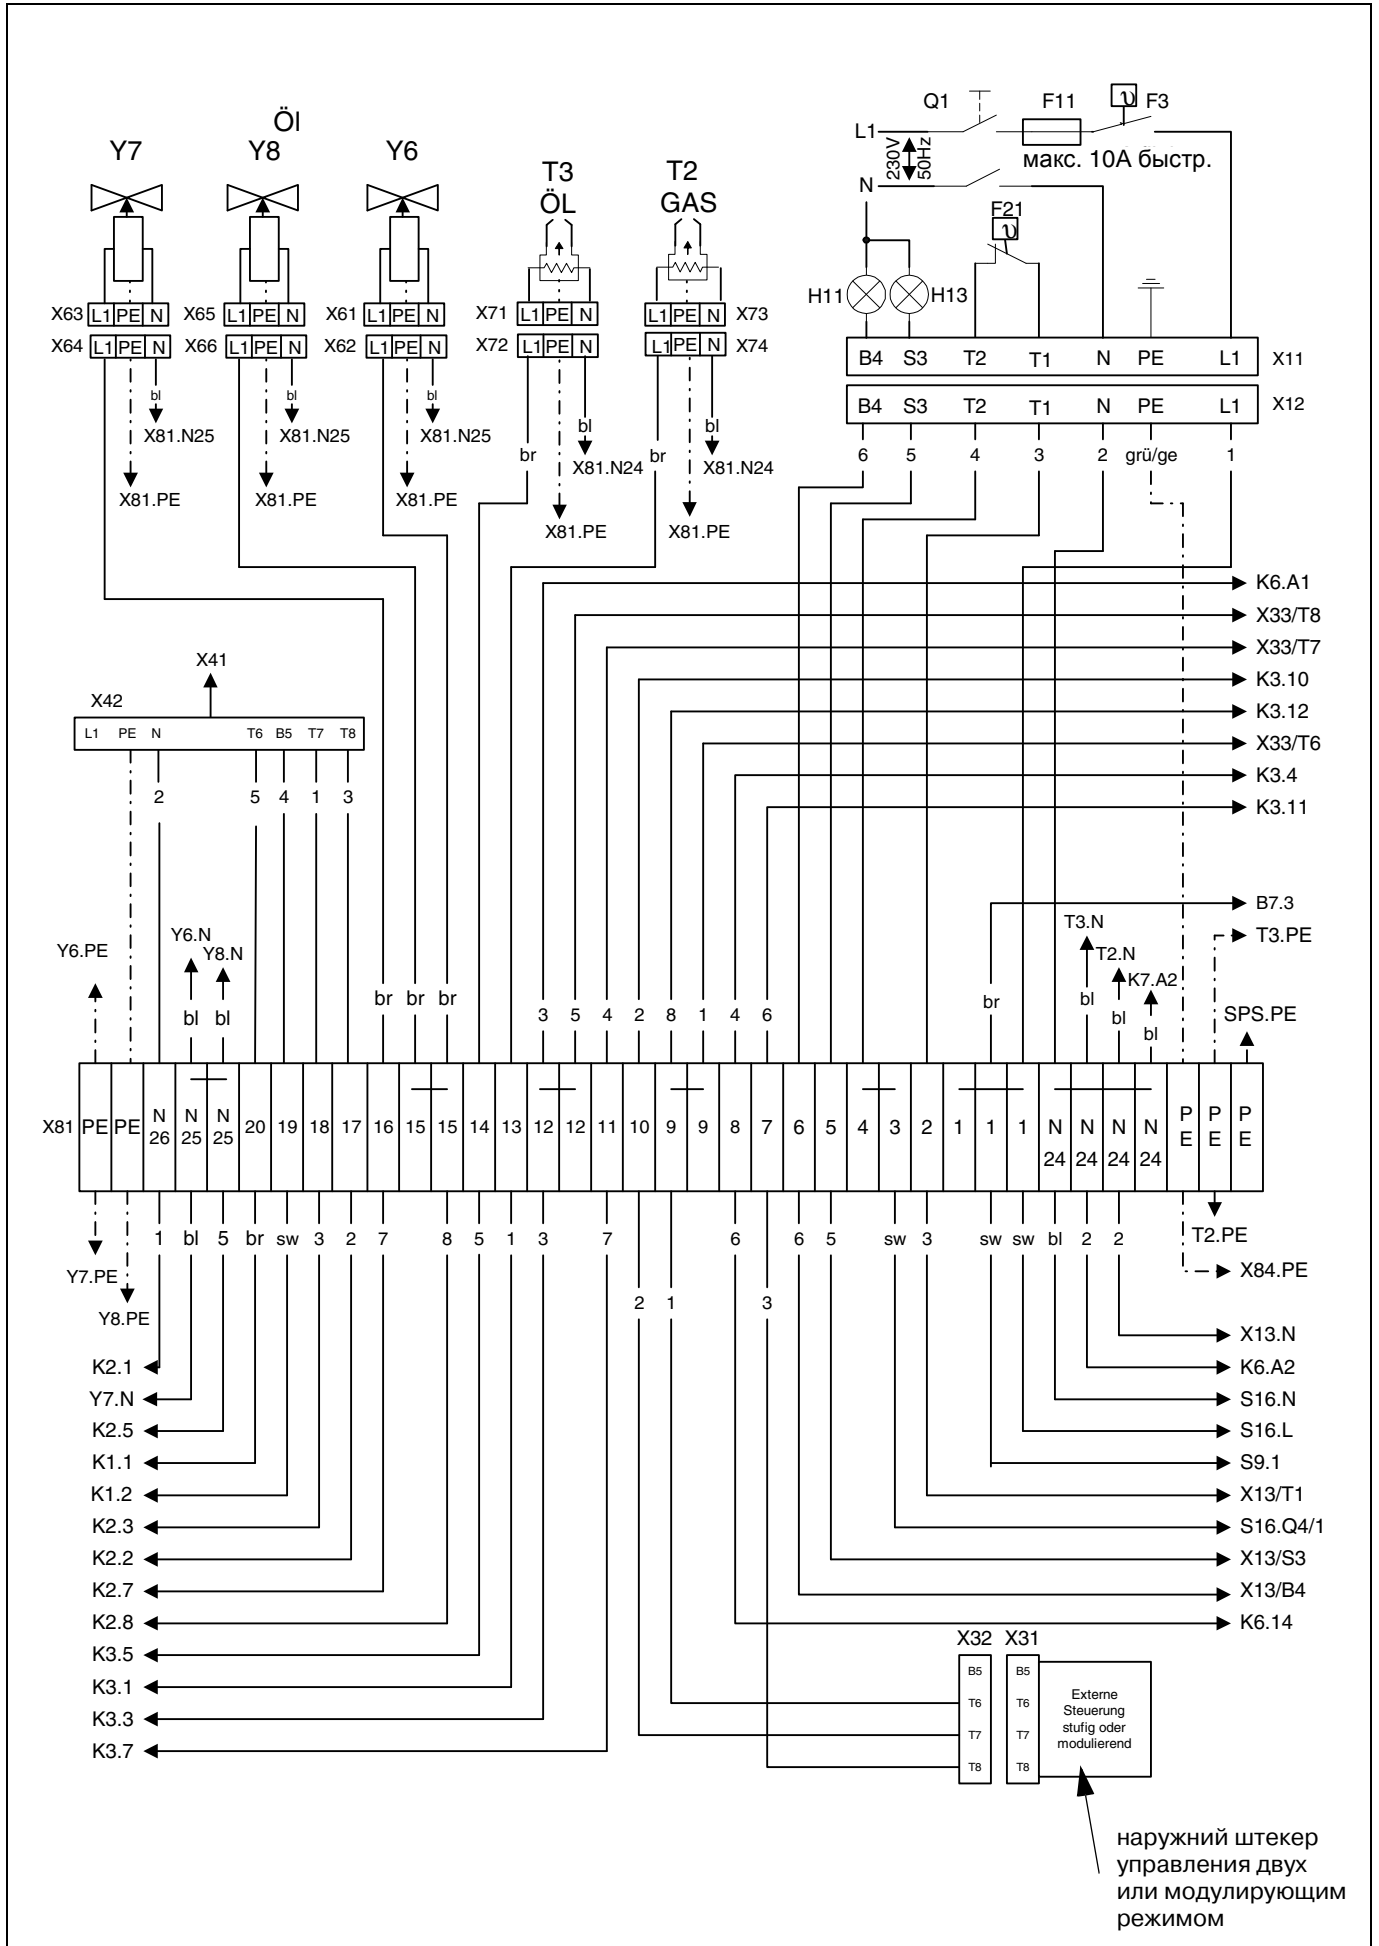 Öl
Y7 Y8 Y6
T3 T2
ÖL GAS
Q1 F11 F3
L1
230V
50Hz
макс. 10А быстр.
N
F21
H11 H13
X63 L1 PE N X65 L1 PE N X61 L1 PE N X71 L1 PE N L1 PE N X73
X64 L1 PE N X66 L1 PE N X62 L1 PE N X72 L1 PE N L1 PE N X74
B4 S3 T2 T1 N PE L1 X11
B4 S3 T2 T1 N PE L1 X12
bl bl bl bl bl
X81.N25 X81.N25 X81.N25
br X81.N24 br X81.N24
6 5 4 3 2 grü/ge 1
X81.PE X81.PE X81.PE X81.PE X81.PE
K6.A1
X33/T8
X33/T7
K3.10
K3.12
X33/T6
K3.4
K3.11
X41
X42
L1 PE N T6 B5 T7 T8
2 5 4 1 3
B7.3
T3.PE
Y6.PE Y6.N Y8.N
T3.N T2.N K7.A2
SPS.PE
bl bl br br br 3 5 4 2 8 1 4 6 br bl bl bl
X81 PE PE N 26 N 25 N 25 20 19 18 17 16 15 15 14 13 12 12 11 10 9 9 8 7 6 5 4 3 2 1 1 1 N 24 N 24 N 24 N 24 PE PE PE
1 bl 5 br sw 3 2 7 8 5 1 3 7 6 6 5 sw 3 sw sw bl 2 2
T2.PE
Y7.PE
X84.PE
Y8.PE
2 1 3
X13.N
K2.1 K6.A2
Y7.N S16.N
K2.5 S16.L
K1.1 S9.1
K1.2 X13/T1
K2.3 S16.Q4/1
K2.2 X13/S3
K2.7 X13/B4
K2.8 K6.14
K3.5
K3.1
K3.3
K3.7
X32 X31
B5 B5
T6 T6
T7 T7
T8 T8
Externe
Steuerung
stufig oder
modulierend
наружний штекер
управления двух
или модулирующим
режимом